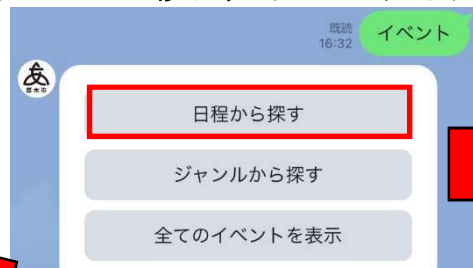 イベント
既読
16:32
厚木市
日程から探す
ジャンルから探す
全てのイベントを表示